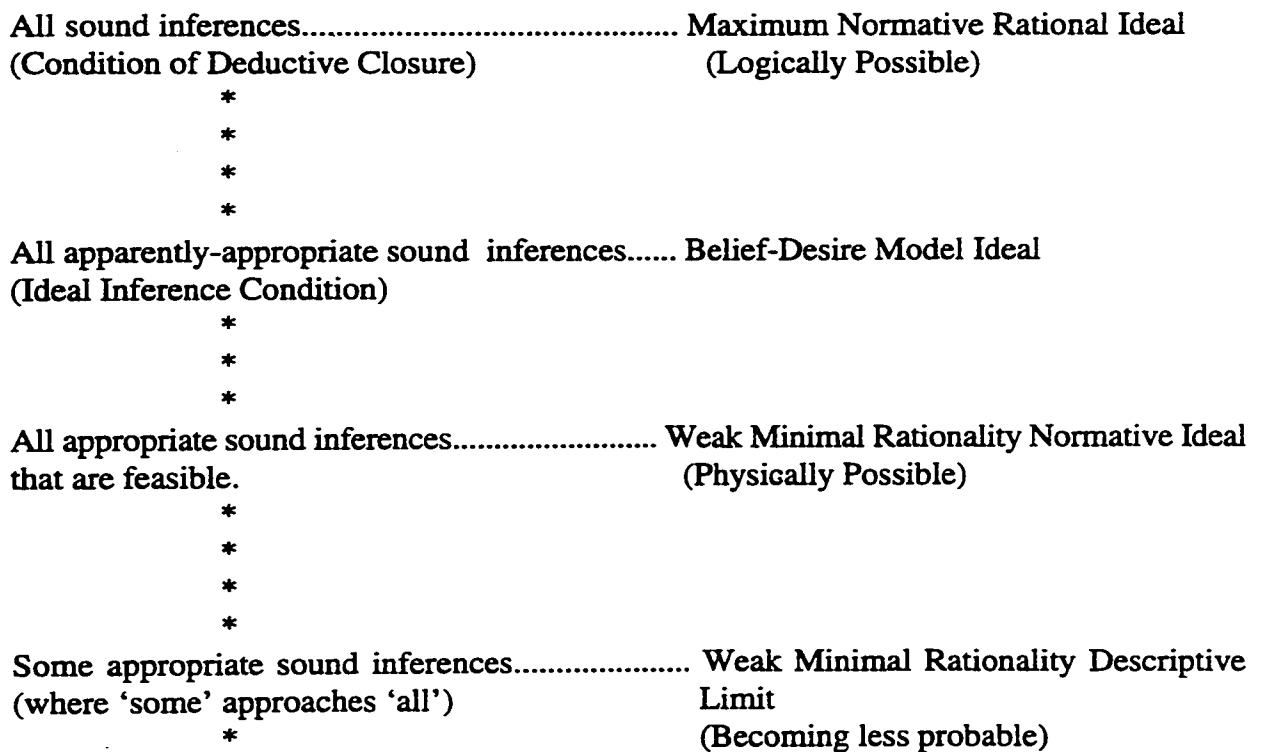 All sound inferences............................................ Maximum Normative Rational Ideal
(Condition of Deductive Closure) (Logically Possible)
*
*
*
*
All apparently-appropriate sound inferences...... Belief-Desire Model Ideal
(Ideal Inference Condition)
*
*
*
All appropriate sound inferences......................... Weak Minimal Rationality Normative Ideal
that are feasible. (Physically Possible)
*
*
*
*
Some appropriate sound inferences..................... Weak Minimal Rationality Descriptive
(where ‘some’ approaches ‘all’) Limit
* (Becoming less probable)